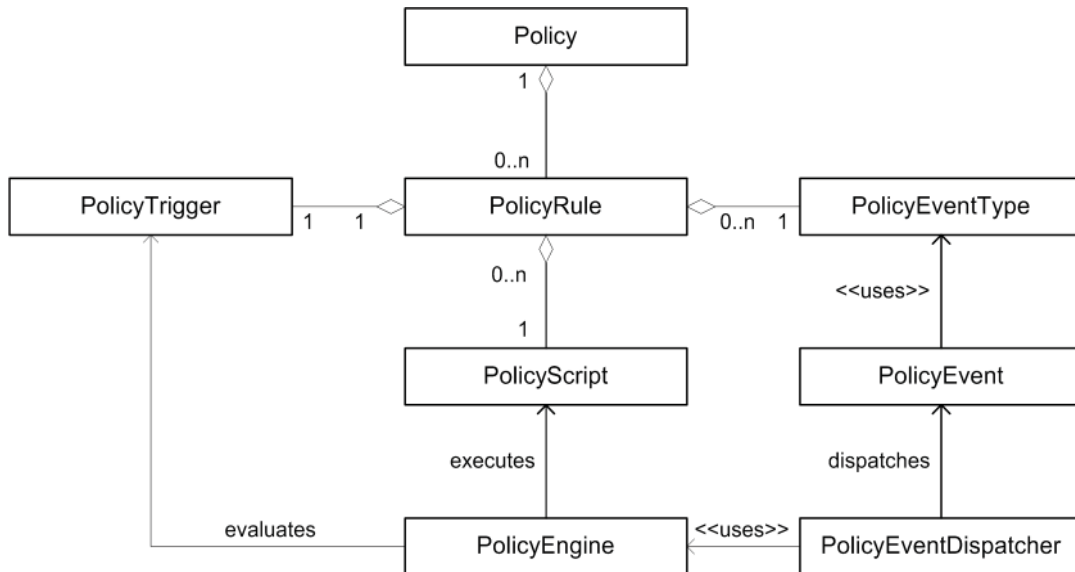 Policy
1
0..n
PolicyTrigger
1
1
PolicyRule
0..n
1
PolicyEventType
0..n
1
<<uses>>
PolicyScript
PolicyEvent
executes
dispatches
evaluates
PolicyEngine
<<uses>>
PolicyEventDispatcher